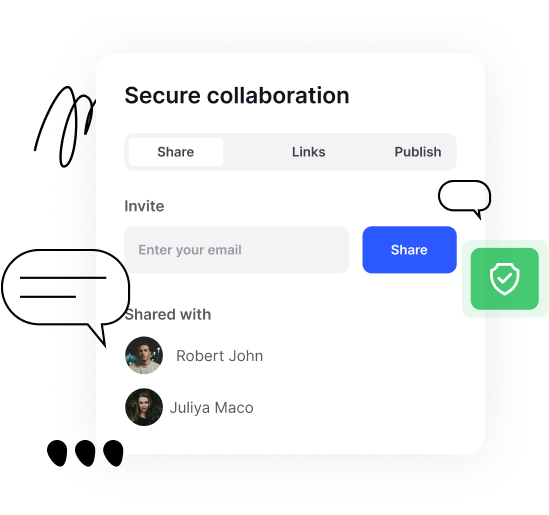 Secure collaboration
Share Links Publish
Invite
Enter your email Share
Shared with
Robert John
Juliya Maco